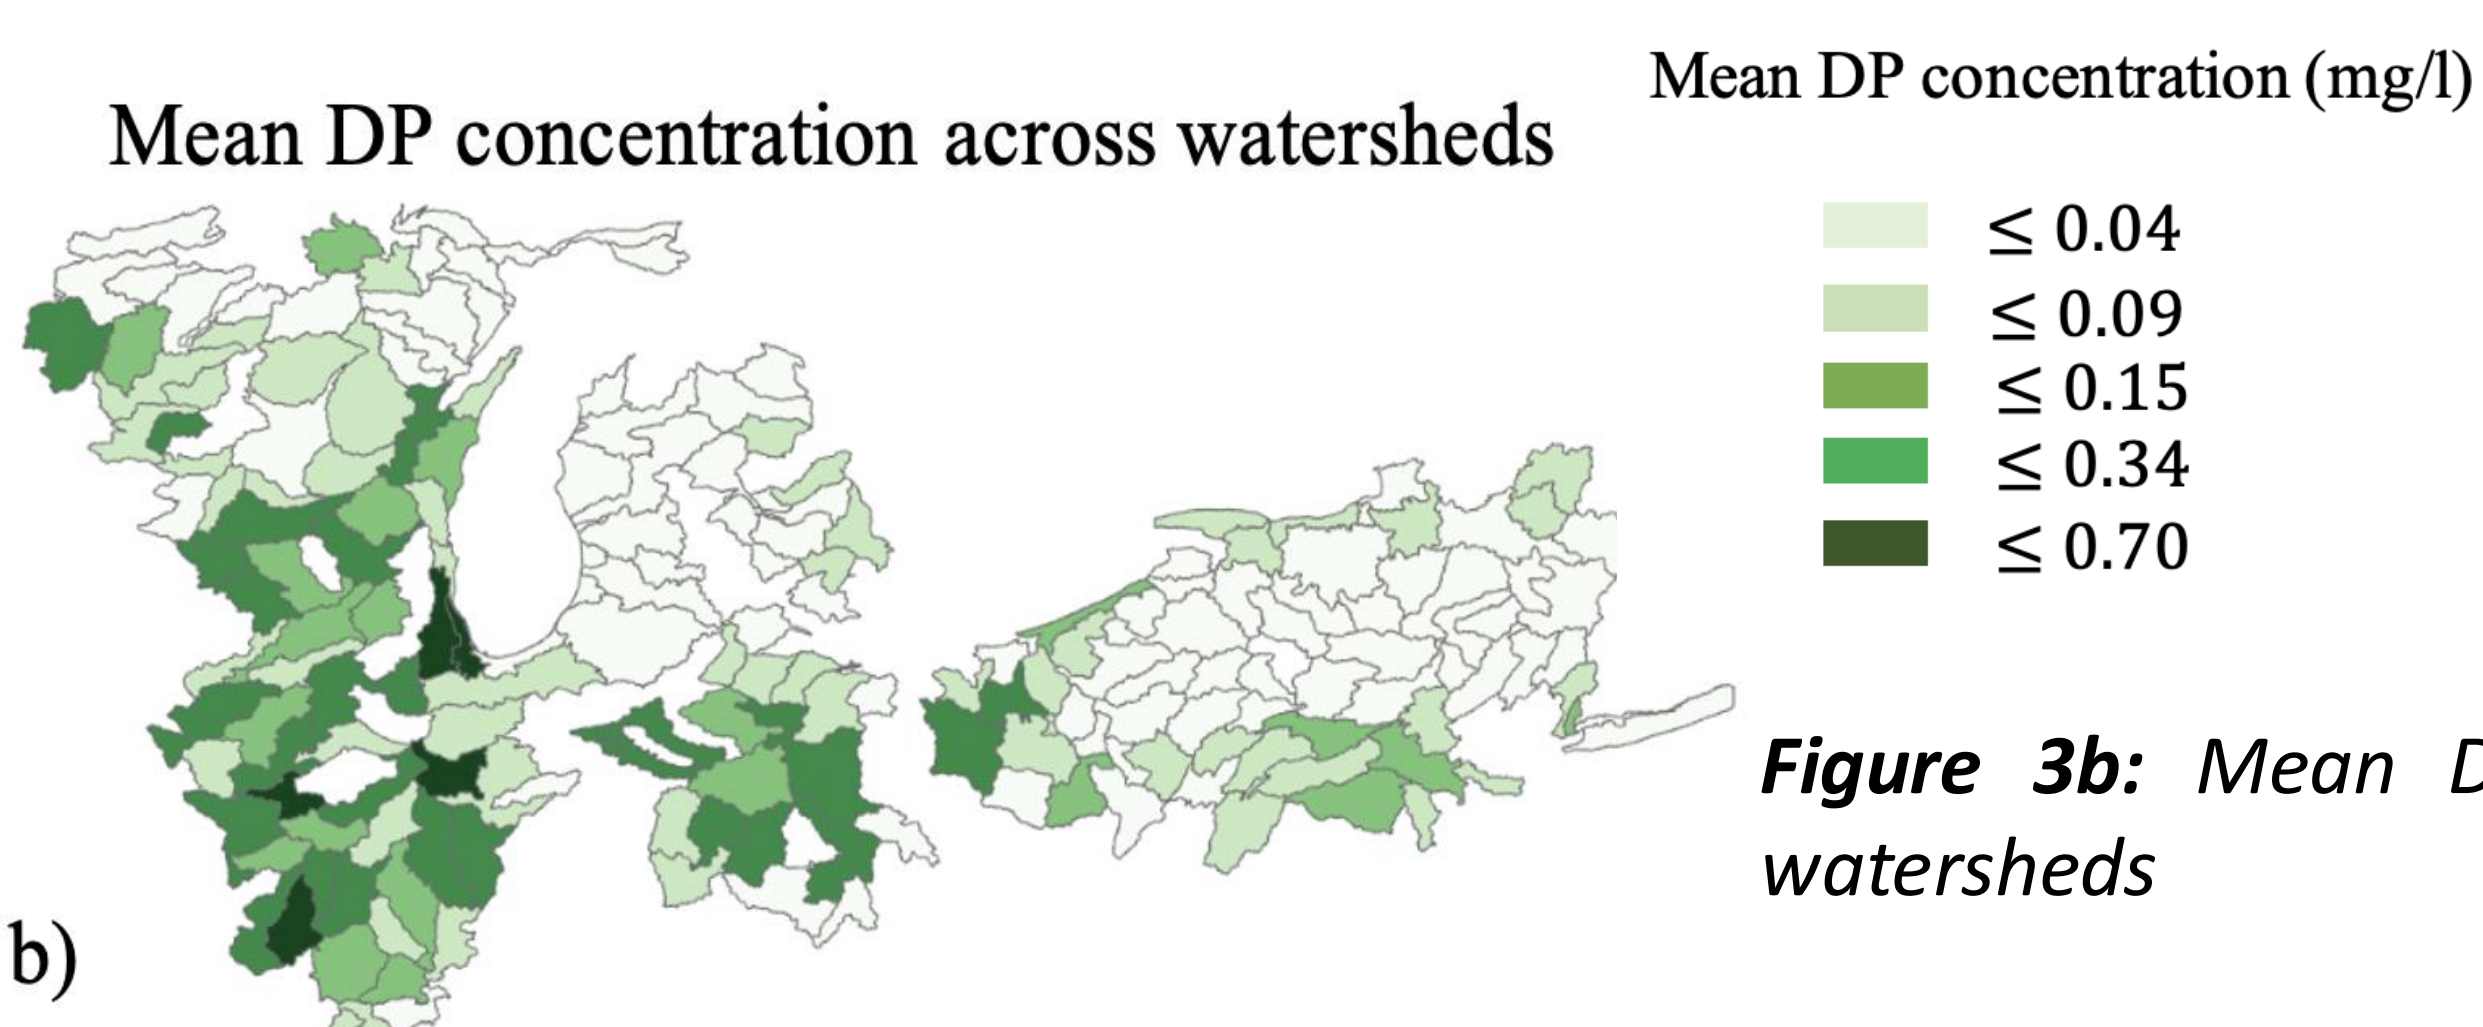 Mean DP concentration across watersheds
Mean DP concentration (mg/l)
≤ 0.04
≤ 0.09
≤ 0.15
≤ 0.34
≤ 0.70
Figure 3b: Mean D
watersheds
b)